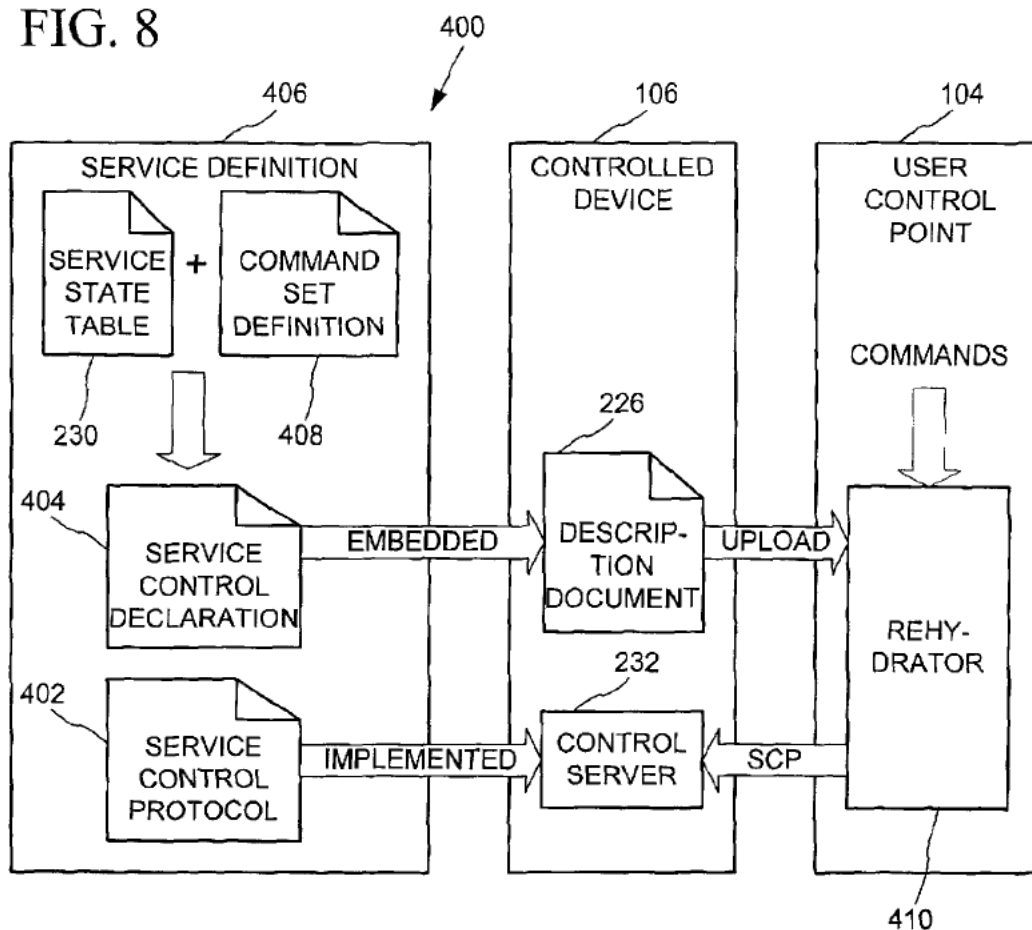 FIG. 8
400
406
106
104
SERVICE DEFINITION
SERVICE
STATE
TABLE
+
COMMAND
SET
DEFINITION
230
408
404
SERVICE
CONTROL
DECLARATION
402
SERVICE
CONTROL
PROTOCOL
EMBEDDED
IMPLEMENTED
CONTROLLED
DEVICE
226
DESCRIP-
TION
DOCUMENT
232
CONTROL
SERVER
UPLOAD
SCP
USER
CONTROL
POINT
COMMANDS
REHY-
DRATOR
410